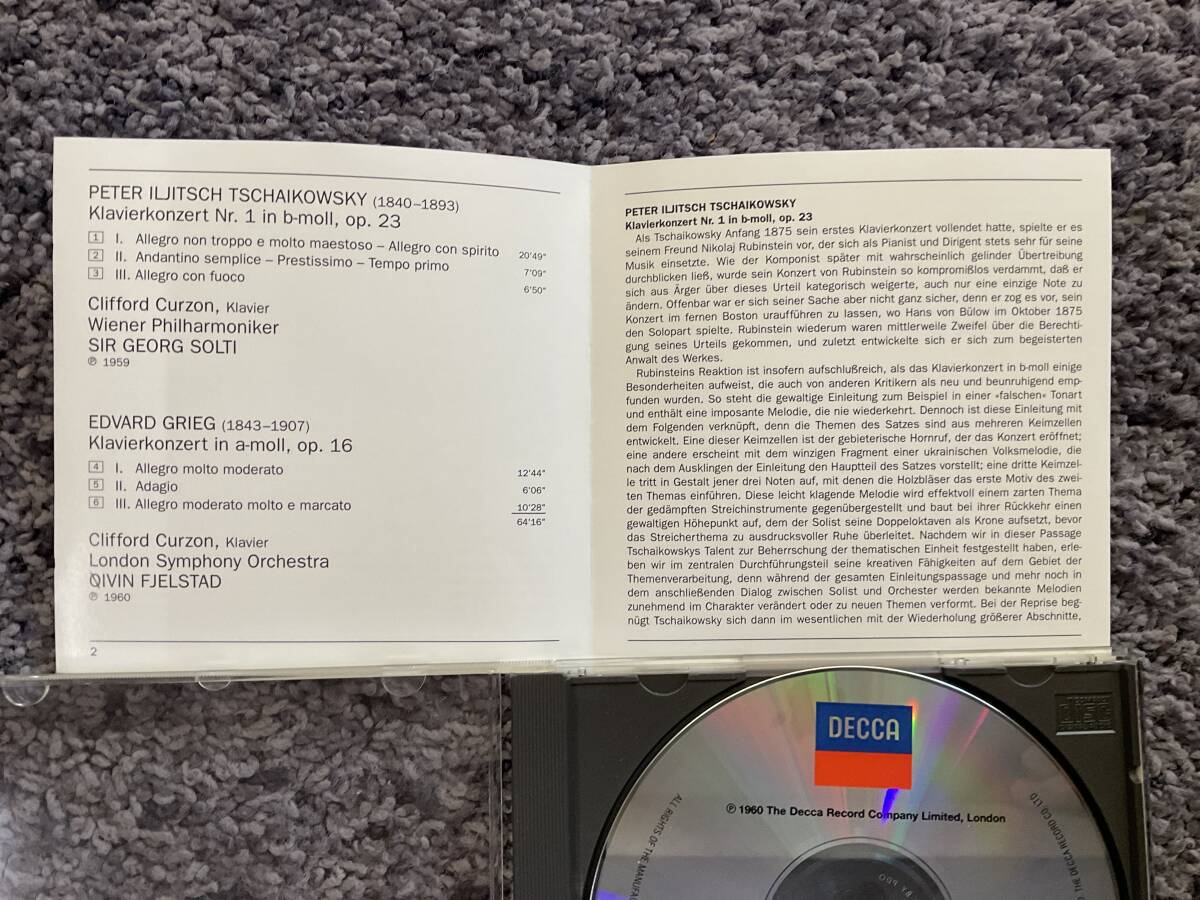 PETER ILJITSCH TSCHAIKOWSKY (1840–1893)
Klavierkonzert Nr. 1 in b-moll, op. 23
1 I. Allegro non troppo e molto maestoso – Allegro con spirito 20'49"
2 II. Andantino semplice – Prestissimo – Tempo primo 7'09"
3 III. Allegro con fuoco 6'50"
Clifford Curzon, Klavier
Wiener Philharmoniker
SIR GEORG SOLTI
℗ 1959
EDVARD GRIEG (1843–1907)
Klavierkonzert in a-moll, op. 16
4 I. Allegro molto moderato 12'44"
5 II. Adagio 6'06"
6 III. Allegro moderato molto e marcato 10'28"
64'16"
Clifford Curzon, Klavier
London Symphony Orchestra
ØIVIN FJELSTAD
℗ 1960
2
PETER ILJITSCH TSCHAIKOWSKY
Klavierkonzert Nr. 1 in b-moll, op. 23
Als Tschaikowsky Anfang 1875 sein erstes Klavierkonzert vollendet hatte, spielte er es
seinem Freund Nikolaj Rubinstein vor, der sich als Pianist und Dirigent stets sehr für seine
Musik einsetzte. Wie der Komponist später mit wahrscheinlich gelinder Übertreibung
durchblicken ließ, wurde sein Konzert von Rubinstein so kompromißlos verdammt, daß er
sich aus Ärger über dieses Urteil kategorisch weigerte, auch nur eine einzige Note zu
ändern. Offenbar war er sich seiner Sache aber nicht ganz sicher, denn er zog es vor, sein
Konzert im fernen Boston uraufführen zu lassen, wo Hans von Bülow im Oktober 1875
den Solopart spielte. Rubinstein wiederum waren mittlerweile Zweifel über die Berechti-
gung seines Urteils gekommen, und zuletzt entwickelte sich er sich zum begeisterten
Anwalt des Werkes.
Rubinsteins Reaktion ist insofern aufschlußreich, als das Klavierkonzert in b-moll einige
Besonderheiten aufweist, die auch von anderen Kritikern als neu und beunruhigend emp-
funden wurden. So steht die gewaltige Einleitung zum Beispiel in einer »falschen« Tonart
und enthält eine imposante Melodie, die nie wiederkehrt. Dennoch ist diese Einleitung mit
dem Folgenden verknüpft, denn die Themen des Satzes sind aus mehreren Keimzellen
entwickelt. Eine dieser Keimzellen ist der gebieterische Hornruf, der das Konzert eröffnet;
eine andere erscheint mit dem winzigen Fragment einer ukrainischen Volksmelodie, die
nach dem Ausklingen der Einleitung den Hauptteil des Satzes vorstellt; eine dritte Keimzel-
le tritt in Gestalt jener drei Noten auf, mit denen die Holzbläser das erste Motiv des zwei-
ten Themas einführen. Diese leicht klagende Melodie wird effektvoll einem zarten Thema
der gedämpften Streichinstrumente gegenübergestellt und baut bei ihrer Rückkehr einen
gewaltigen Höhepunkt auf, dem der Solist seine Doppeloktaven als Krone aufsetzt, bevor
das Streicherthema zu ausdrucksvoller Ruhe überleitet. Nachdem wir in dieser Passage
Tschaikowskys Talent zur Beherrschung der thematischen Einheit festgestellt haben, erle-
ben wir im zentralen Durchführungsteil seine kreativen Fähigkeiten auf dem Gebiet der
Themenverarbeitung, denn während der gesamten Einleitungspassage und mehr noch in
dem anschließenden Dialog zwischen Solist und Orchester werden bekannte Melodien
zunehmend im Charakter verändert oder zu neuen Themen verformt. Bei der Reprise beg-
nügt Tschaikowsky sich dann im wesentlichen mit der Wiederholung größerer Abschnitte,
DECCA
℗ 1960 The Decca Record Company Limited, London
ALL RIGHTS OF THE MANUFAC
THE DECCA RECORD CO. LTD
BY PDO